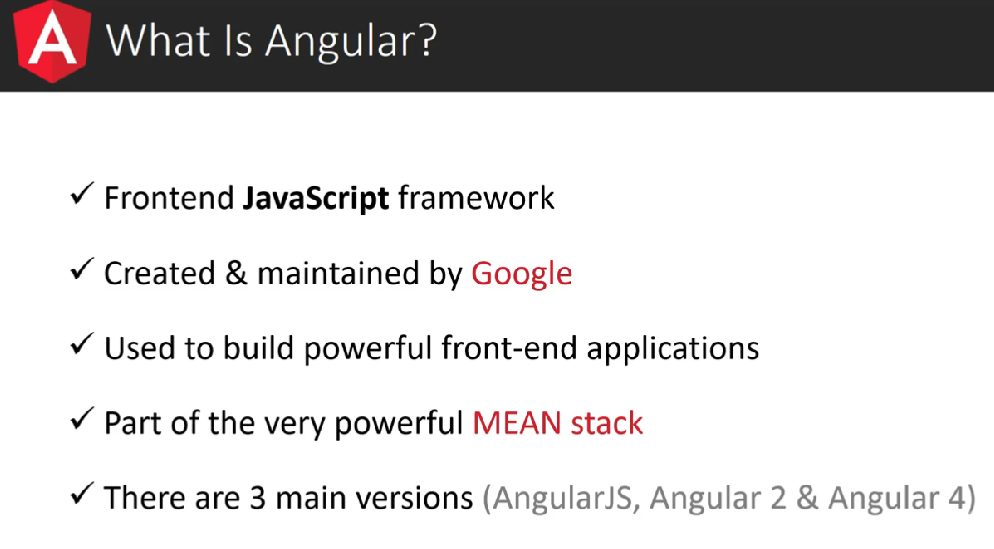 A What Is Angular?
✓ Frontend JavaScript framework
✓ Created & maintained by Google
✓ Used to build powerful front-end applications
✓ Part of the very powerful MEAN stack
✓ There are 3 main versions (AngularJS, Angular 2 & Angular 4)